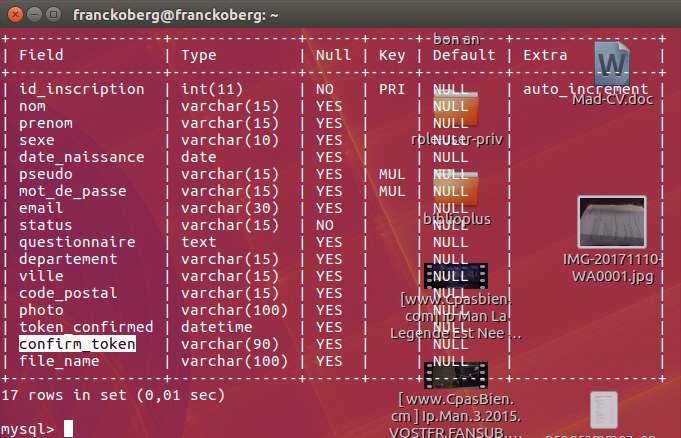 franckoberg@franckoberg: ~
+------------------+--------------+------+-----+---------+----------------+
| Field            | Type         | Null | Key | Default | Extra          |
+------------------+--------------+------+-----+---------+----------------+
| id_inscription   | int(11)      | NO   | PRI | NULL    | auto_increment |
| nom              | varchar(15)  | YES  |     | NULL    |                |
| prenom           | varchar(15)  | YES  |     | NULL    |                |
| sexe             | varchar(10)  | YES  |     | NULL    |                |
| date_naissance   | date         | YES  |     | NULL    |                |
| pseudo           | varchar(15)  | YES  | MUL | NULL    |                |
| mot_de_passe     | varchar(15)  | YES  | MUL | NULL    |                |
| email            | varchar(30)  | YES  |     | NULL    |                |
| status           | varchar(15)  | NO   |     | NULL    |                |
| questionnaire    | text         | YES  |     | NULL    |                |
| departement      | varchar(15)  | YES  |     | NULL    |                |
| ville            | varchar(15)  | YES  |     | NULL    |                |
| code_postal      | varchar(15)  | YES  |     | NULL    |                |
| photo            | varchar(100) | YES  |     | NULL    |                |
| token_confirmed  | datetime     | YES  |     | NULL    |                |
| confirm_token    | varchar(90)  | YES  |     | NULL    |                |
| file_name        | varchar(100) | YES  |     | NULL    |                |
+------------------+--------------+------+-----+---------+----------------+
17 rows in set (0,01 sec)
mysql>
bon an
W
Mad-CV.doc
biblioplus
IMG-20171110-
WA0001.jpg
[www.Cpasbien.
com] Ip Man La
Legende Est Nee ...
[ www.CpasBien.
cm ] Ip.Man.3.2015.
VOSTFR.FANSUB....